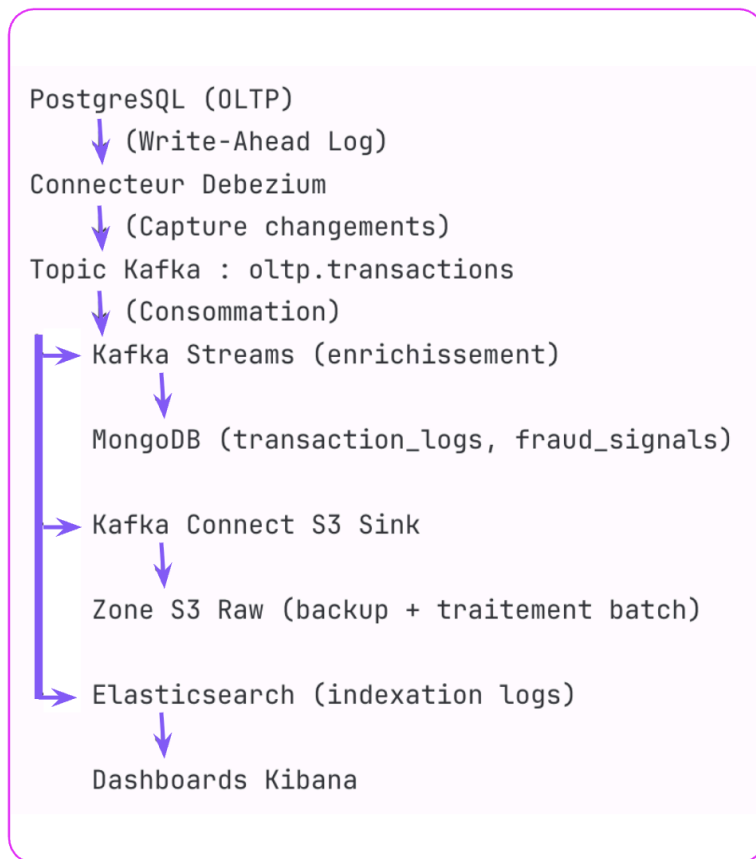 PostgreSQL (OLTP)
(Write-Ahead Log)
Connecteur Debezium
(Capture changements)
Topic Kafka : oltp.transactions
(Consommation)
Kafka Streams (enrichissement)
MongoDB (transaction_logs, fraud_signals)
Kafka Connect S3 Sink
Zone S3 Raw (backup + traitement batch)
Elasticsearch (indexation logs)
Dashboards Kibana